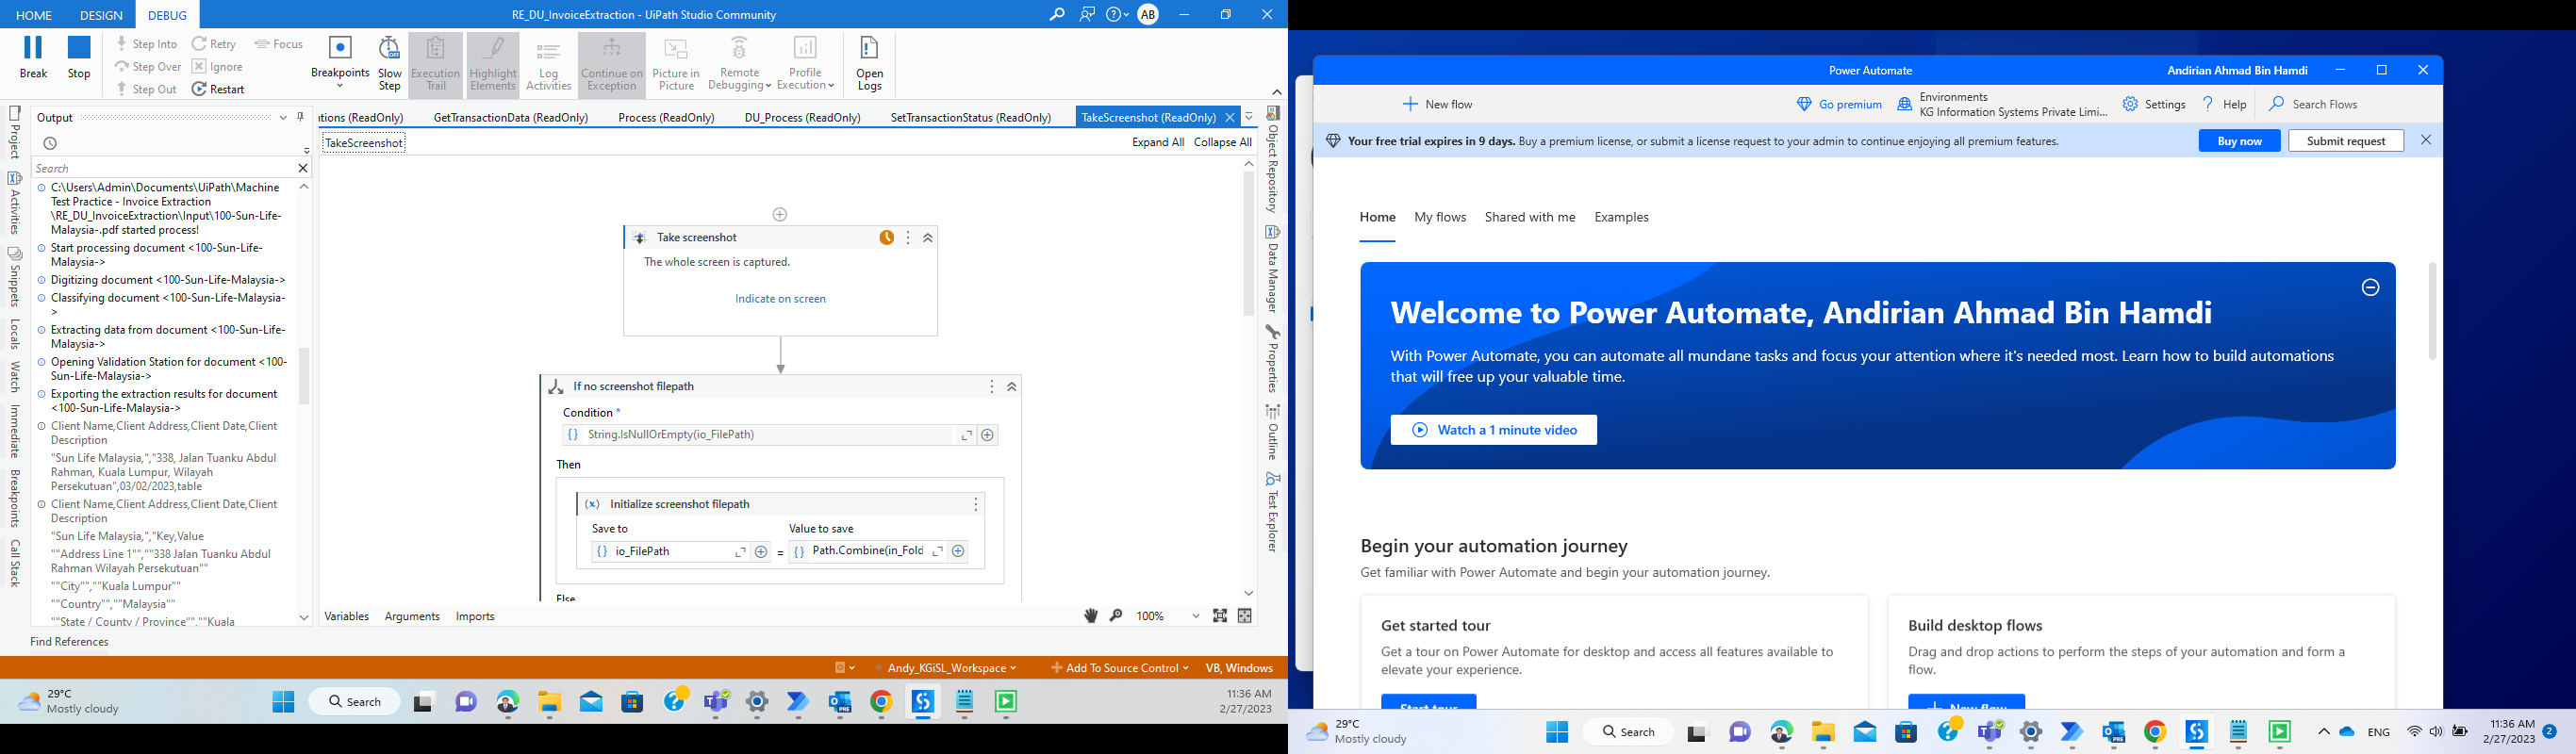 HOME DESIGN DEBUG
RE_DU_InvoiceExtraction - UiPath Studio Community
AB
Break
Stop
Step Into
Step Over
Step Out
Retry
Ignore
Restart
Focus
Breakpoints
Slow
Step
Execution
Trail
Highlight
Elements
Log
Activities
Continue on
Exception
Picture in
Picture
Remote
Debugging
Profile
Execution
Open
Logs
Project
Activities
Snippets
Locals
Watch
Immediate
Breakpoints
Call Stack
Output
Search
C:\Users\Admin\Documents\UiPath\Machine
Test Practice - Invoice Extraction
\RE_DU_InvoiceExtraction\Input\100-Sun-Life-
Malaysia-.pdf started process!
Start processing document <100-Sun-Life-
Malaysia->
Digitizing document <100-Sun-Life-Malaysia->
Classifying document <100-Sun-Life-Malaysia-
>
Extracting data from document <100-Sun-Life-
Malaysia->
Opening Validation Station for document <100-
Sun-Life-Malaysia->
Exporting the extraction results for document
<100-Sun-Life-Malaysia->
Client Name,Client Address,Client Date,Client
Description
"Sun Life Malaysia,","338, Jalan Tuanku Abdul
Rahman, Kuala Lumpur, Wilayah
Persekutuan",03/02/2023,table
Client Name,Client Address,Client Date,Client
Description
"Sun Life Malaysia,","Key,Value
""Address Line 1"",""338 Jalan Tuanku Abdul
Rahman Wilayah Persekutuan""
""City"",""Kuala Lumpur""
""Country"",""Malaysia""
""State / County / Province"",""Kuala
Find References
tions (ReadOnly) GetTransactionData (ReadOnly) Process (ReadOnly) DU_Process (ReadOnly) SetTransactionStatus (ReadOnly) TakeScreenshot (ReadOnly)
TakeScreenshot
Expand All Collapse All
Take screenshot
The whole screen is captured.
Indicate on screen
If no screenshot filepath
Condition *
String.IsNullOrEmpty(io_FilePath)
Then
Initialize screenshot filepath
Save to Value to save
io_FilePath = Path.Combine(in_Fold
Else
Variables Arguments Imports
100%
Object Repository
Data Manager
Properties
Outline
Test Explorer
Andy_KGiSL_Workspace Add To Source Control VB, Windows
29°C
Mostly cloudy
Search
11:36 AM
2/27/2023
Power Automate
Andirian Ahmad Bin Hamdi
New flow
Go premium
Environments
KG Information Systems Private Limi...
Settings
Help
Search Flows
Your free trial expires in 9 days. Buy a premium license, or submit a license request to your admin to continue enjoying all premium features.
Buy now
Submit request
Home My flows Shared with me Examples
Welcome to Power Automate, Andirian Ahmad Bin Hamdi
With Power Automate, you can automate all mundane tasks and focus your attention where it's needed most. Learn how to build automations
that will free up your valuable time.
Watch a 1 minute video
Begin your automation journey
Get familiar with Power Automate and begin your automation journey.
Get started tour
Get a tour on Power Automate for desktop and access all features available to
elevate your experience.
Start tour
Build desktop flows
Drag and drop actions to perform the steps of your automation and form a
flow.
New flow
29°C
Mostly cloudy
Search
ENG
11:36 AM
2/27/2023
2